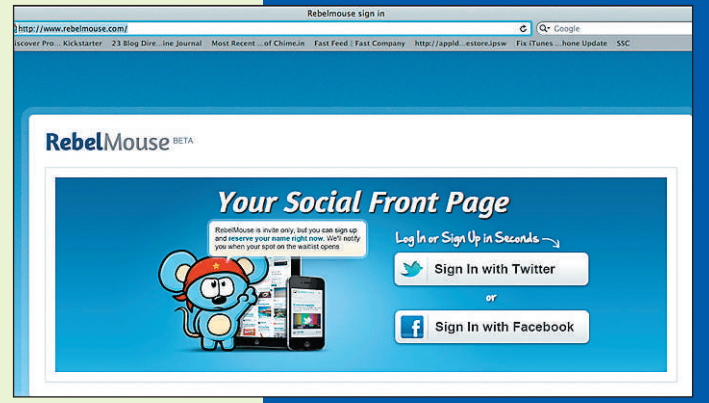 Rebelmouse sign in
http://www.rebelmouse.com/
Google
iscover Pro... Kickstarter 23 Blog Dire...ine Journal Most Recent ...of Chime.in Fast Feed | Fast Company http://appld...estore.ipsw Fix iTunes ...hone Update SSC
RebelMouse BETA
Your Social Front Page
RebelMouse is invite only, but you can sign up
and reserve your name right now. We'll notify
you when your spot on the waitlist opens
Log In or Sign Up in Seconds
Sign In with Twitter
or
Sign In with Facebook